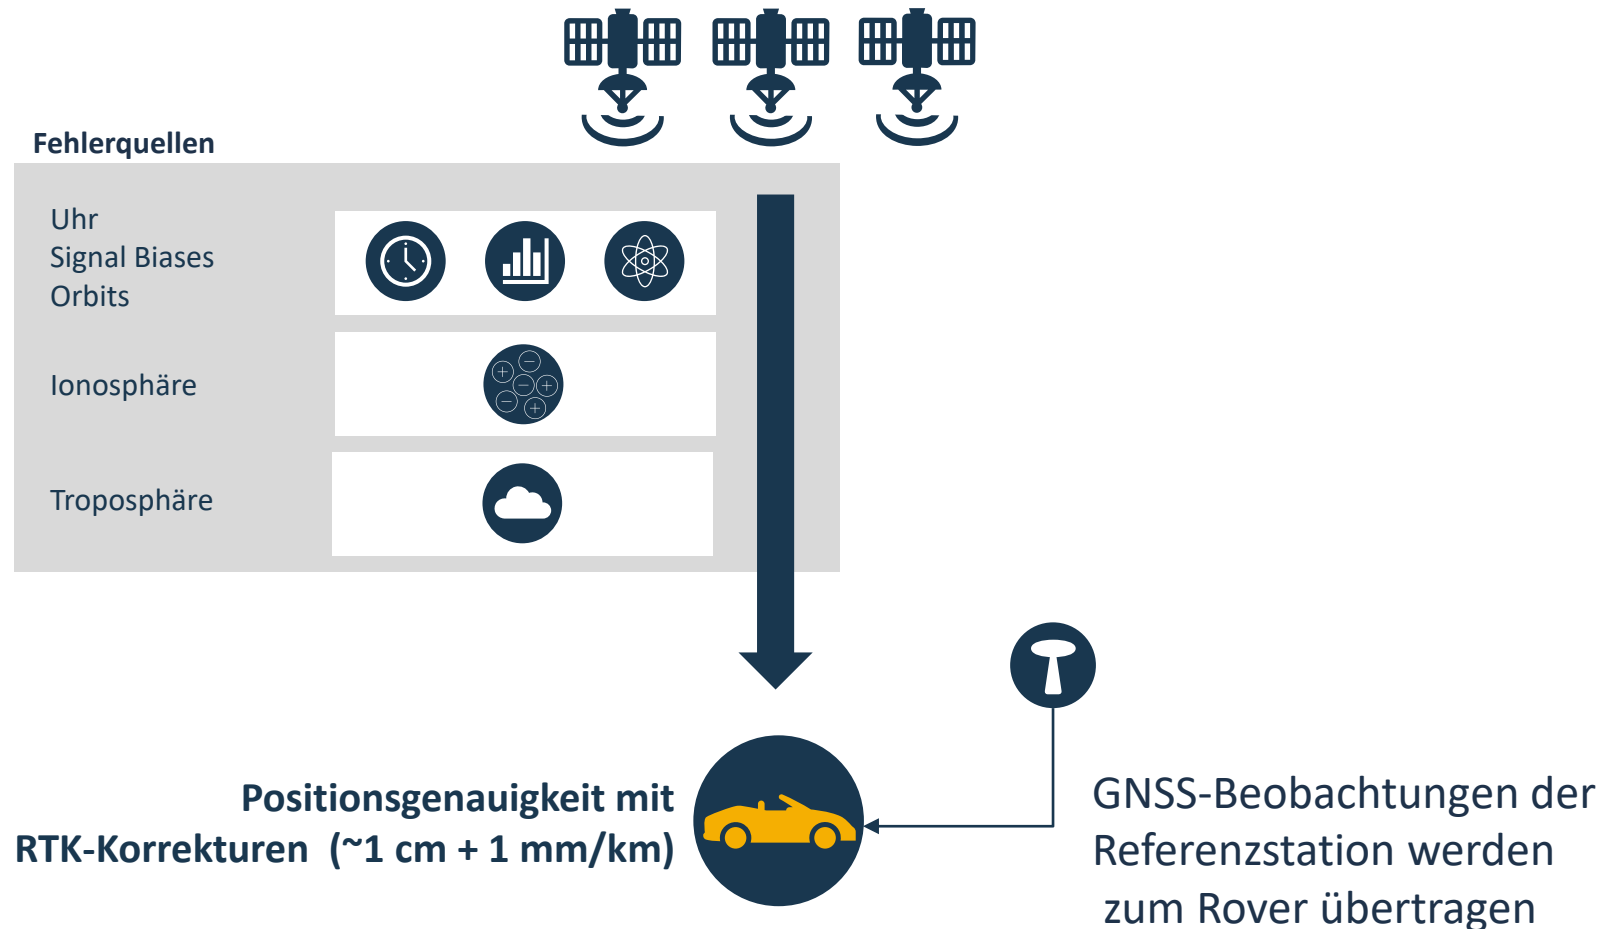 Fehlerquellen
Uhr
Signal Biases
Orbits
Ionosphäre
Troposphäre
Positionsgenauigkeit mit
RTK-Korrekturen (~1 cm + 1 mm/km)
GNSS-Beobachtungen der
Referenzstation werden
zum Rover übertragen